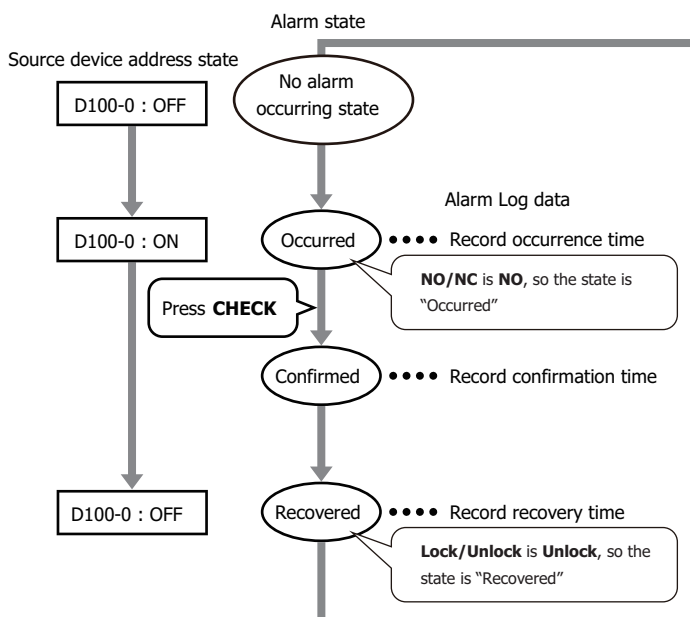 Alarm state
Source device address state
D100-0 : OFF
No alarm
occurring state
Alarm Log data
D100-0 : ON
Occurred
•••• Record occurrence time
NO/NC is NO, so the state is
“Occurred”
Press CHECK
Confirmed
•••• Record confirmation time
D100-0 : OFF
Recovered
•••• Record recovery time
Lock/Unlock is Unlock, so the
state is “Recovered”